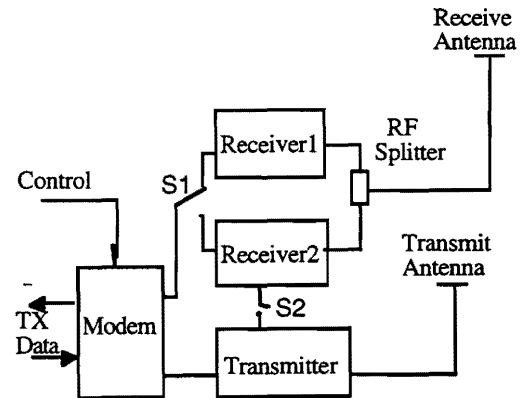 Receive
Antenna
Receiver1
RF
Splitter
S1
Control
Receiver2
Transmit
Antenna
S2
TX
Data
Modem
Transmitter